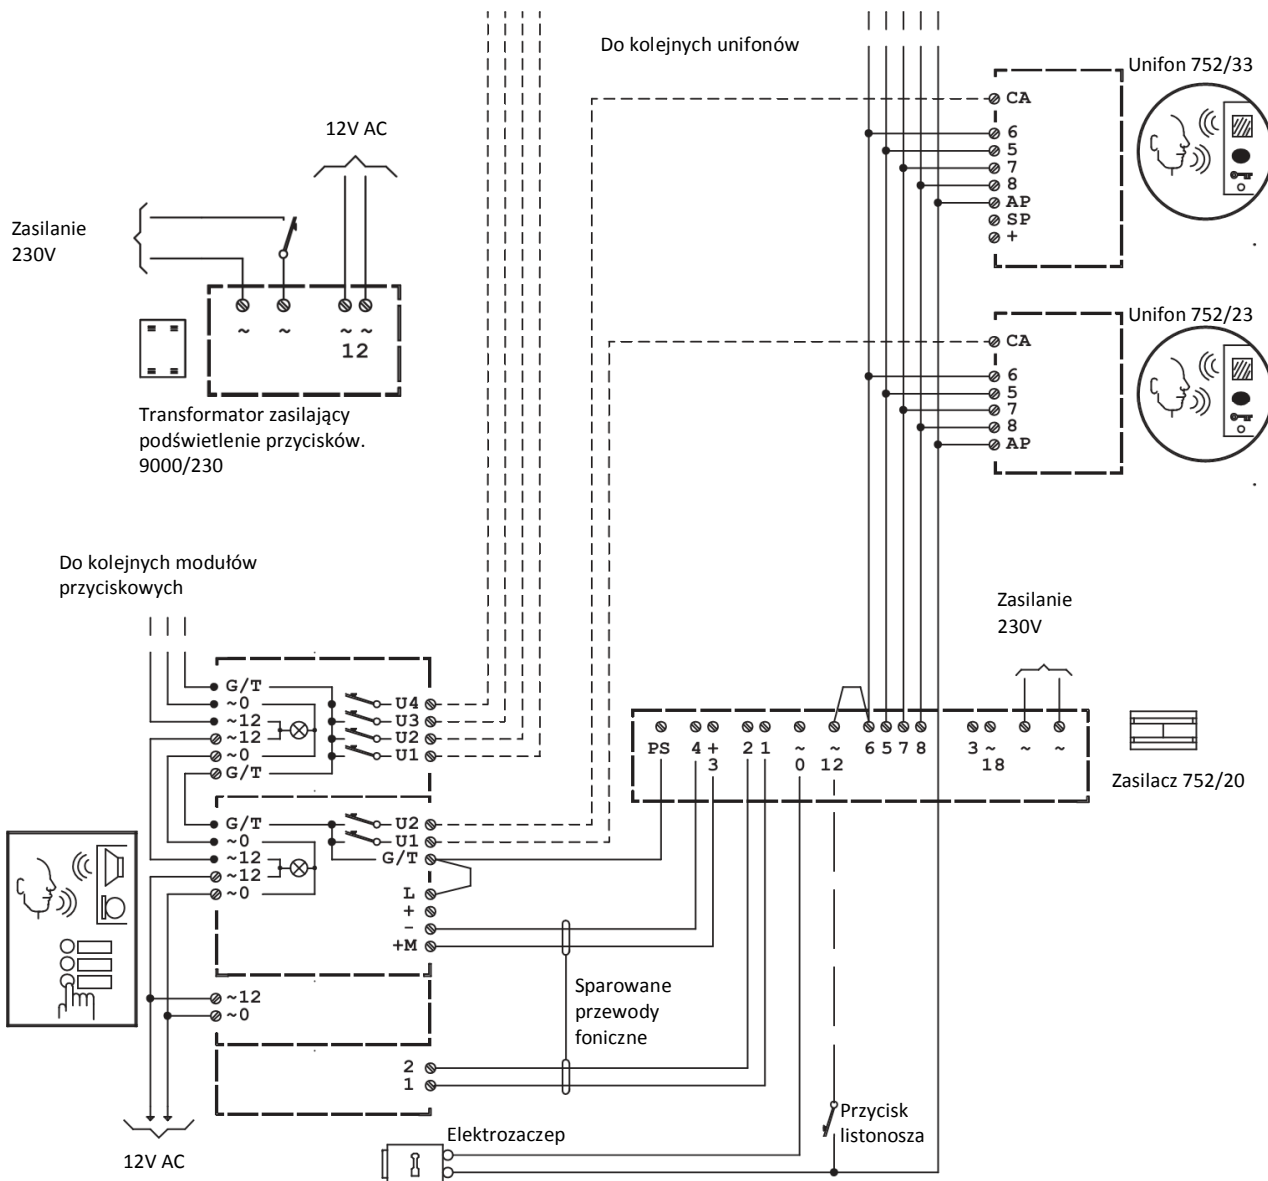 Do kolejnych unifonów
Unifon 752/33
CA
6
5
7
8
AP
SP
+
12V AC
Zasilanie
230V
~ ~ ~ ~
12
Transformator zasilający
podświetlenie przycisków.
9000/230
Unifon 752/23
CA
6
5
7
8
AP
Do kolejnych modułów
przyciskowych
Zasilanie
230V
G/T
~0 U4
~12 U3
~12 U2
~0 U1
G/T
PS 4 + 2 1 ~ ~ 6 5 7 8 3 ~ ~ ~
3 0 12 18
Zasilacz 752/20
G/T U2
~0 U1
~12 G/T
~12
~0 L
+
-
+M
~12
~0
Sparowane
przewody
foniczne
2
1
Przycisk
listonosza
Elektrozaczep
12V AC